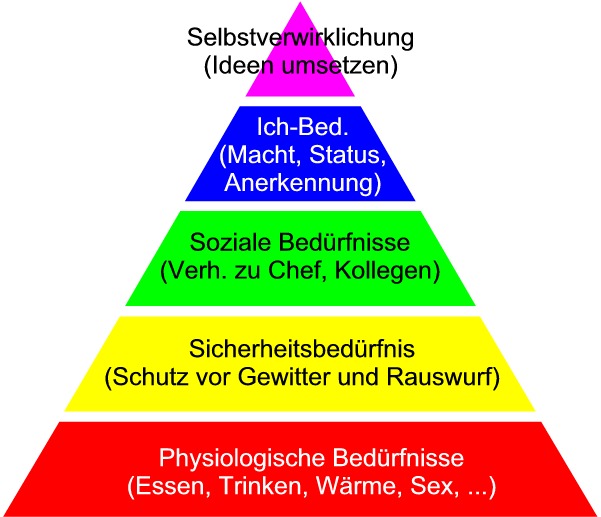 Selbstverwirklichung
(Ideen umsetzen)
Ich-Bed.
(Macht, Status,
Anerkennung)
Soziale Bedürfnisse
(Verh. zu Chef, Kollegen)
Sicherheitsbedürfnis
(Schutz vor Gewitter und Rauswurf)
Physiologische Bedürfnisse
(Essen, Trinken, Wärme, Sex, ...)